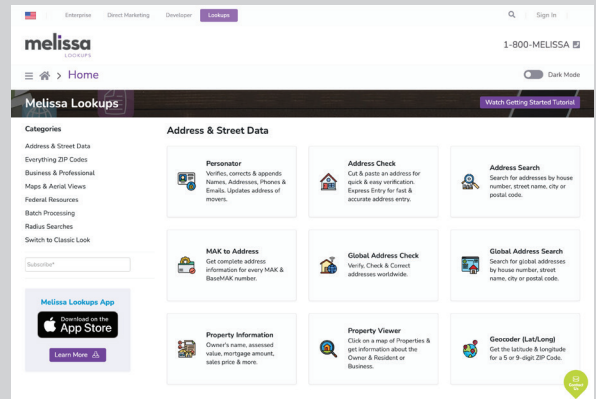 Enterprise Direct Marketing Developer Lookups Sign In
melissa
LOOKUPS
1-800-MELISSA
> Home
Dark Mode
Melissa Lookups
Watch Getting Started Tutorial
Categories
Address & Street Data
Everything ZIP Codes
Business & Professional
Maps & Aerial Views
Federal Resources
Batch Processing
Radius Searches
Switch to Classic Look
Subscribe*
Melissa Lookups App
Download on the
App Store
Learn More
Address & Street Data
Personator
Verifies, corrects & appends
Names, Addresses, Phones &
Emails. Updates address of
movers.
Address Check
Cut & paste an address for
quick & easy verification.
Express Entry for fast &
accurate address entry.
Address Search
Search for addresses by house
number, street name, city or
postal code.
MAK to Address
Get complete address
information for every MAK &
BaseMAK number.
Global Address Check
Verify, Check & Correct
addresses worldwide.
Global Address Search
Search for global addresses
by house number, street
name, city or postal code.
Property Information
Owner's name, assessed
value, mortgage amount,
sales price & more.
Property Viewer
Click on a map of Properties &
get information about the
Owner & Resident or
Business.
Geocoder (Lat/Long)
Get the latitude & longitude
for a 5 or 9-digit ZIP Code.
Contact
Us